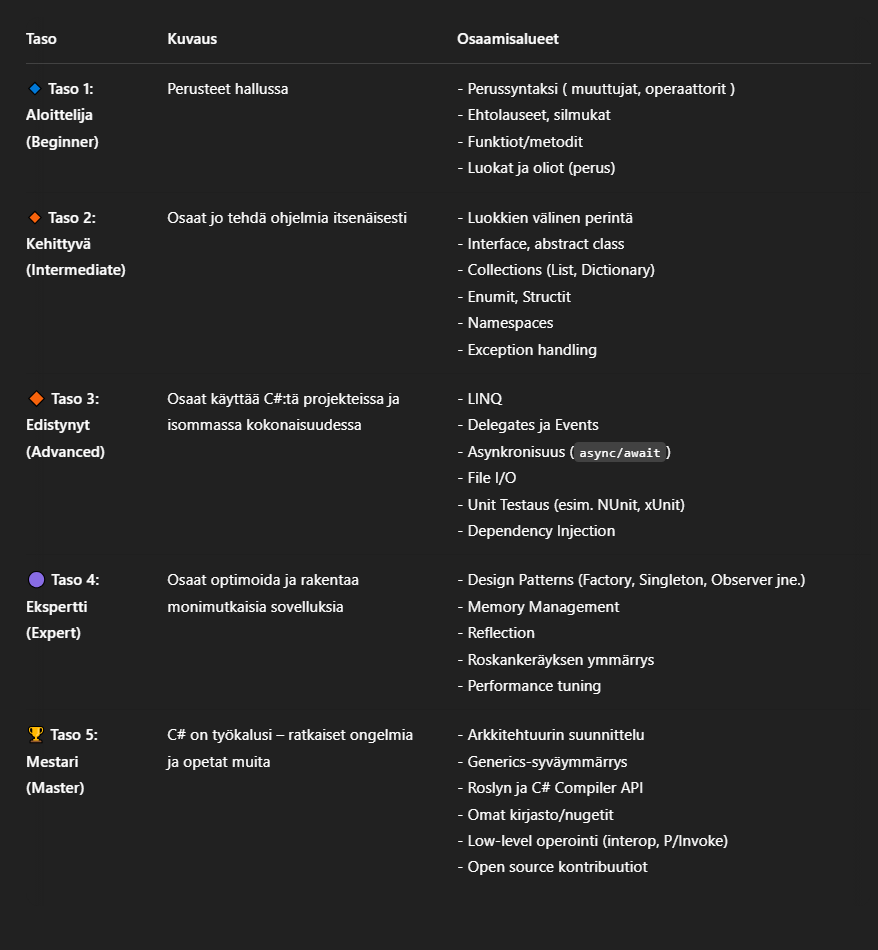 Taso Kuvaus Osaamisalueet
Taso 1: Perusteet hallussa - Perussyntaksi ( muuttujat, operaattorit )
Aloittelija - Ehtolauseet, silmukat
(Beginner) - Funktiot/metodit
- Luokat ja oliot (perus)
Taso 2: Osaat jo tehdä ohjelmia itsenäisesti - Luokkien välinen perintä
Kehittyvä - Interface, abstract class
(Intermediate) - Collections (List, Dictionary)
- Enumit, Structit
- Namespaces
- Exception handling
Taso 3: Osaat käyttää C#:tä projekteissa ja - LINQ
Edistynyt isommassa kokonaisuudessa - Delegates ja Events
(Advanced) - Asynkronisuus (async/await)
- File I/O
- Unit Testaus (esim. NUnit, xUnit)
- Dependency Injection
Taso 4: Osaat optimoida ja rakentaa - Design Patterns (Factory, Singleton, Observer jne.)
Ekspertti monimutkaisia sovelluksia - Memory Management
(Expert) - Reflection
- Roskankeräyksen ymmärrys
- Performance tuning
Taso 5: C# on työkalusi – ratkaiset ongelmia - Arkkitehtuurin suunnittelu
Mestari ja opetat muita - Generics-syväymmärrys
(Master) - Roslyn ja C# Compiler API
- Omat kirjasto/nugetit
- Low-level operointi (interop, P/Invoke)
- Open source kontribuutiot